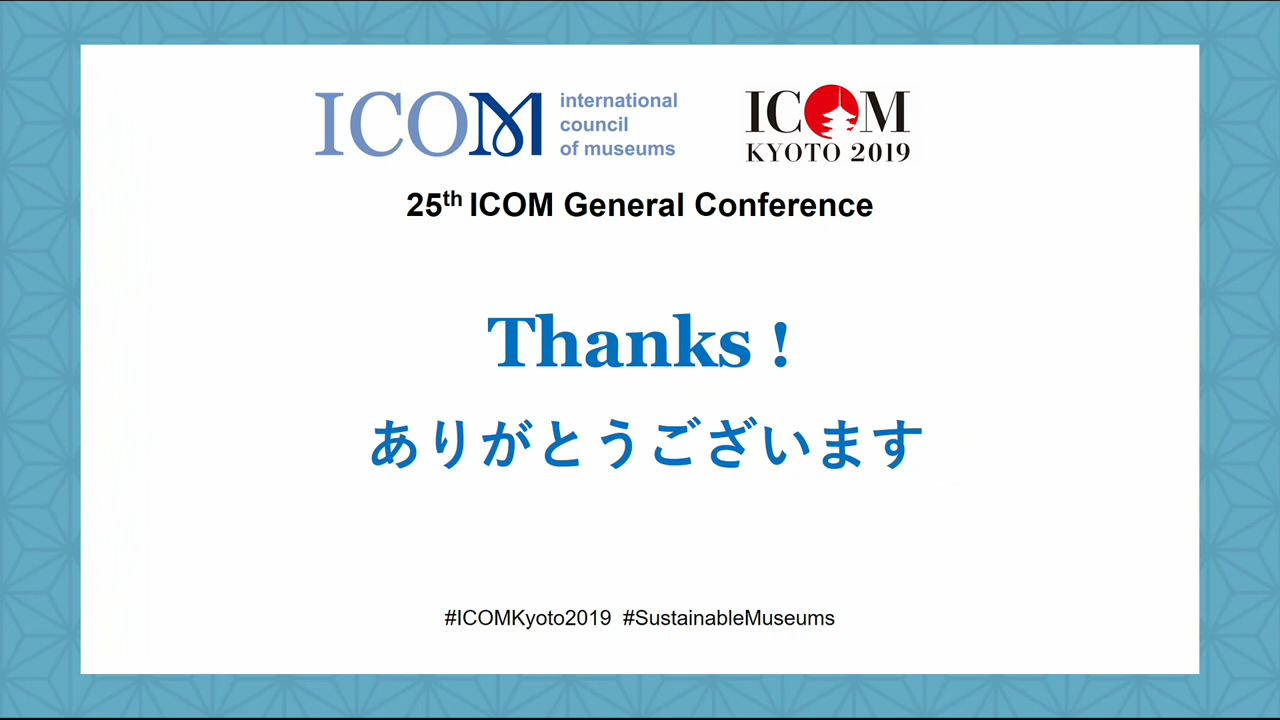 ICOM international council of museums
ICOM KYOTO 2019
25th ICOM General Conference
Thanks !
ありがとうございます
#ICOMKyoto2019 #SustainableMuseums